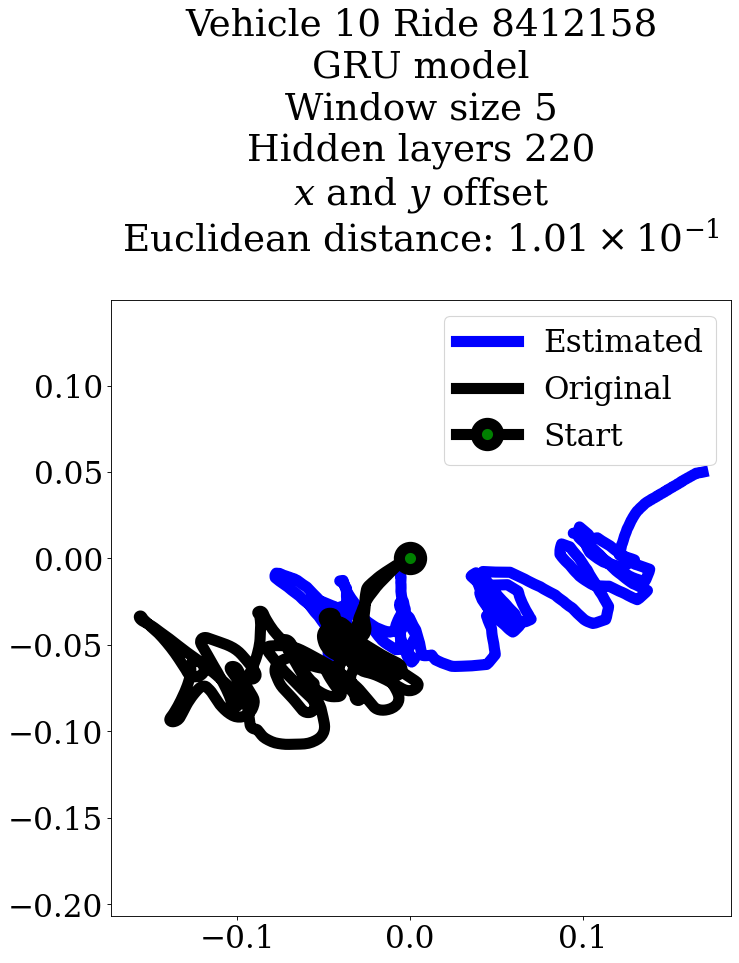 Vehicle 10 Ride 8412158
GRU model
Window size 5
Hidden layers 220
x and y offset
Euclidean distance: 1.01 × 10⁻¹
Estimated
Original
Start
0.10
0.05
0.00
−0.05
−0.10
−0.15
−0.20
−0.1
0.0
0.1